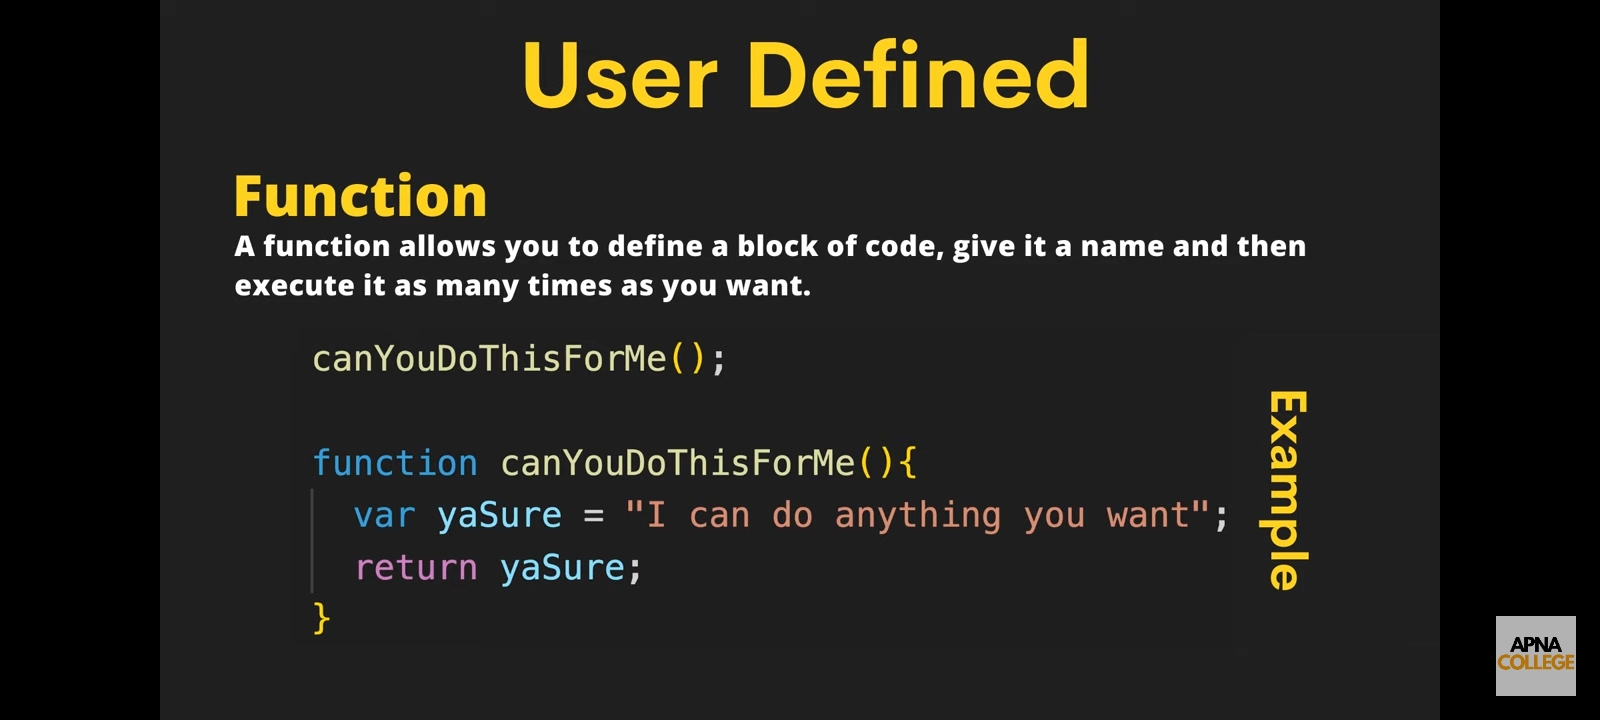 User Defined
Function
A function allows you to define a block of code, give it a name and then
execute it as many times as you want.
canYouDoThisForMe();
function canYouDoThisForMe(){
var yaSure = "I can do anything you want";
return yaSure;
}
Example
APNA
COLLEGE